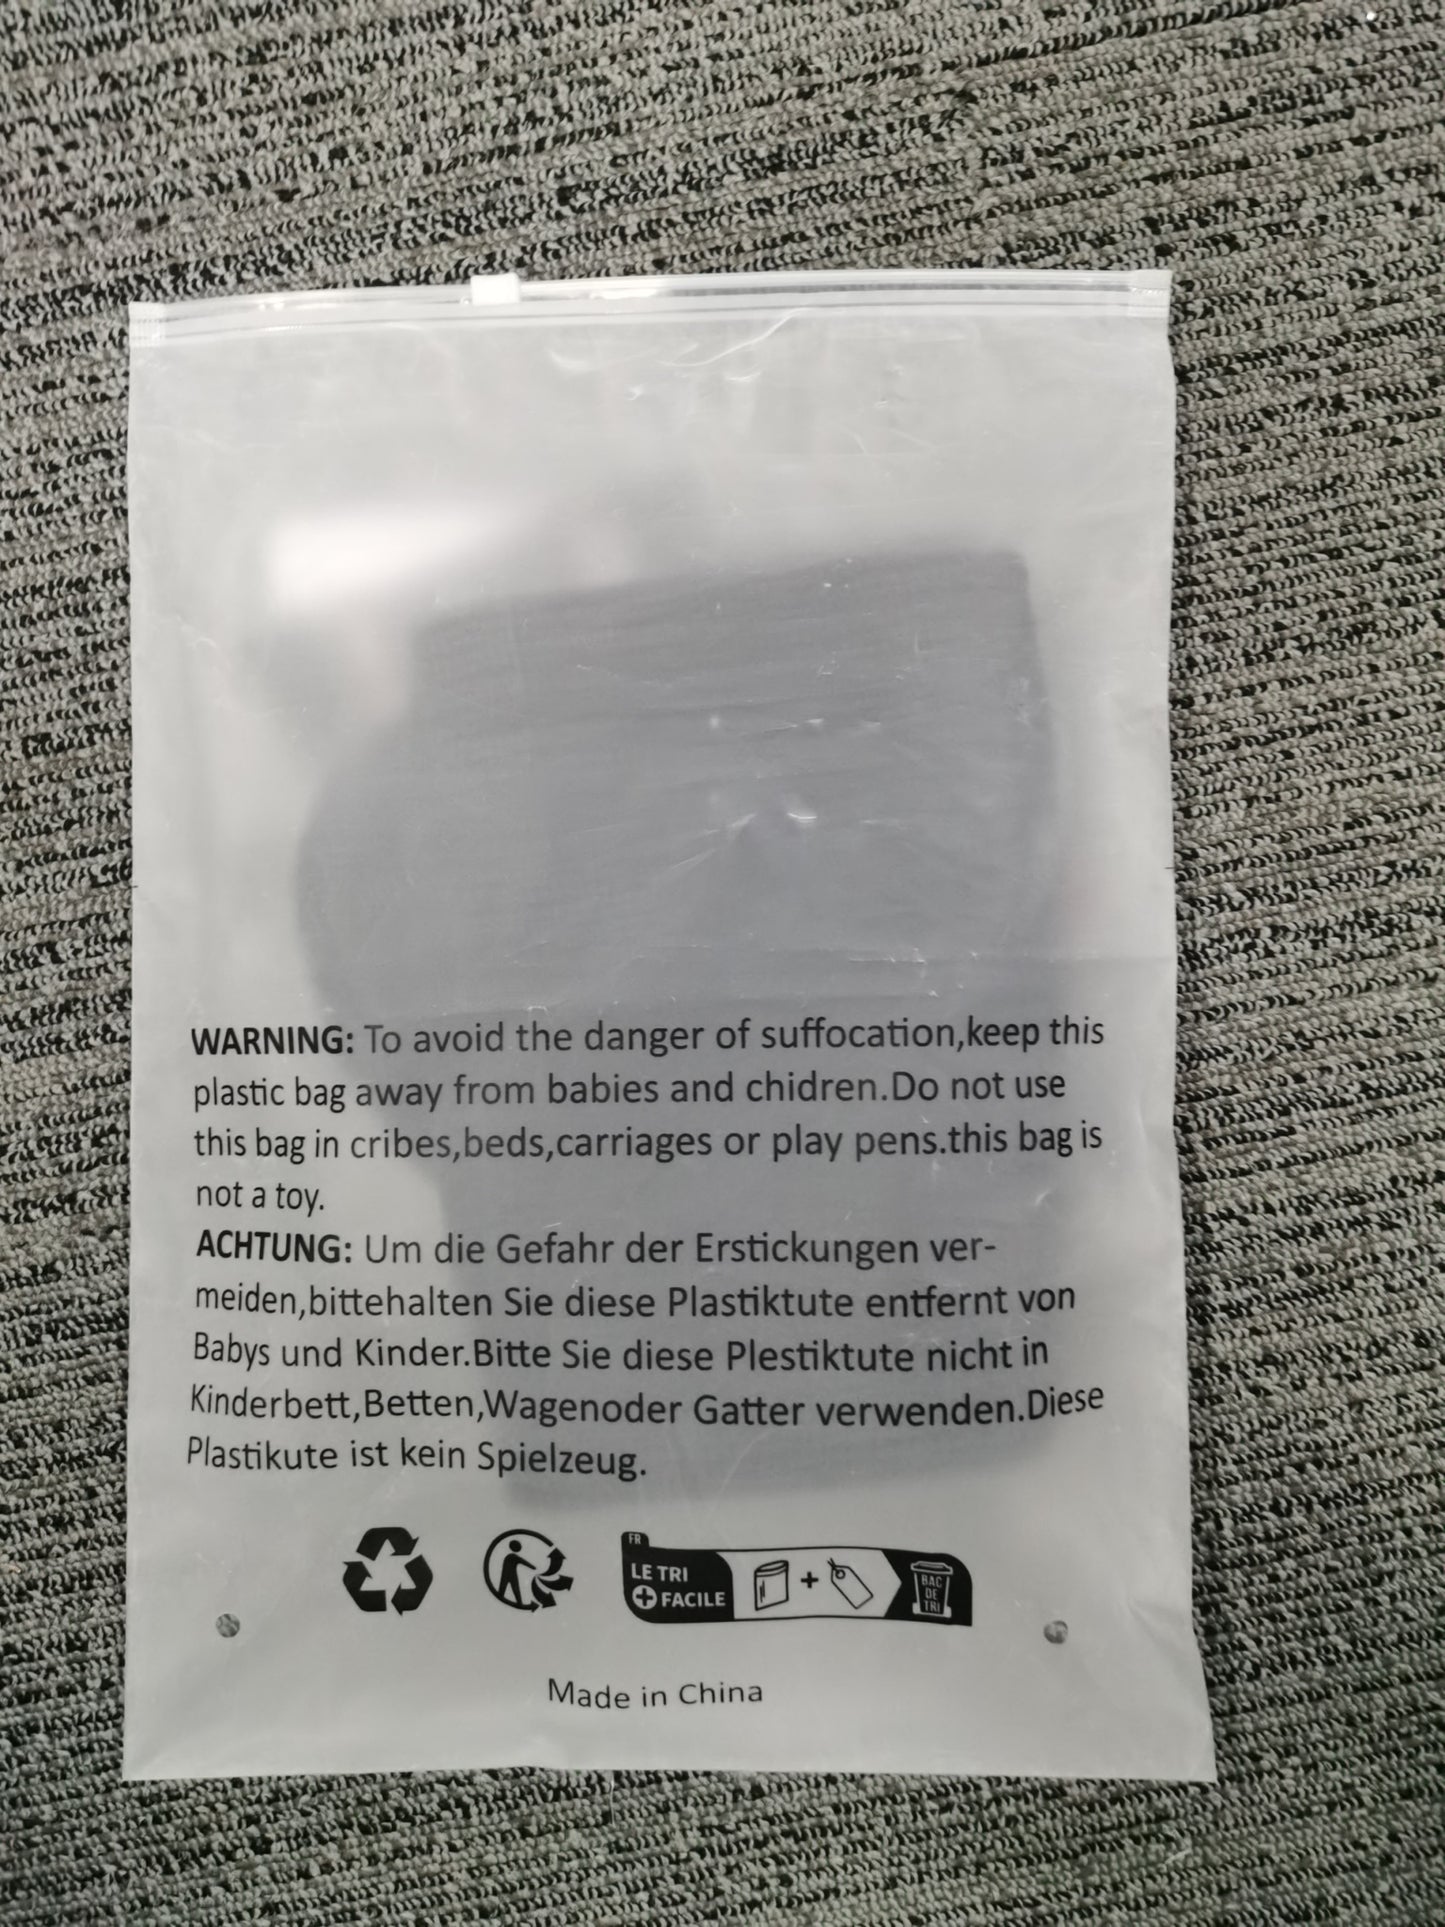 WARNING: To avoid the danger of suffocation,keep this
plastic bag away from babies and chidren.Do not use
this bag in cribes,beds,carriages or play pens.this bag is
not a toy.
ACHTUNG: Um die Gefahr der Erstickungen ver-
meiden,bittehalten Sie diese Plastiktute entfernt von
Babys und Kinder.Bitte Sie diese Plestiktute nicht in
Kinderbett,Betten,Wagenoder Gatter verwenden.Diese
Plastikute ist kein Spielzeug.
FR
LE TRI
+ FACILE
+
BAC
DE
TRI
Made in China